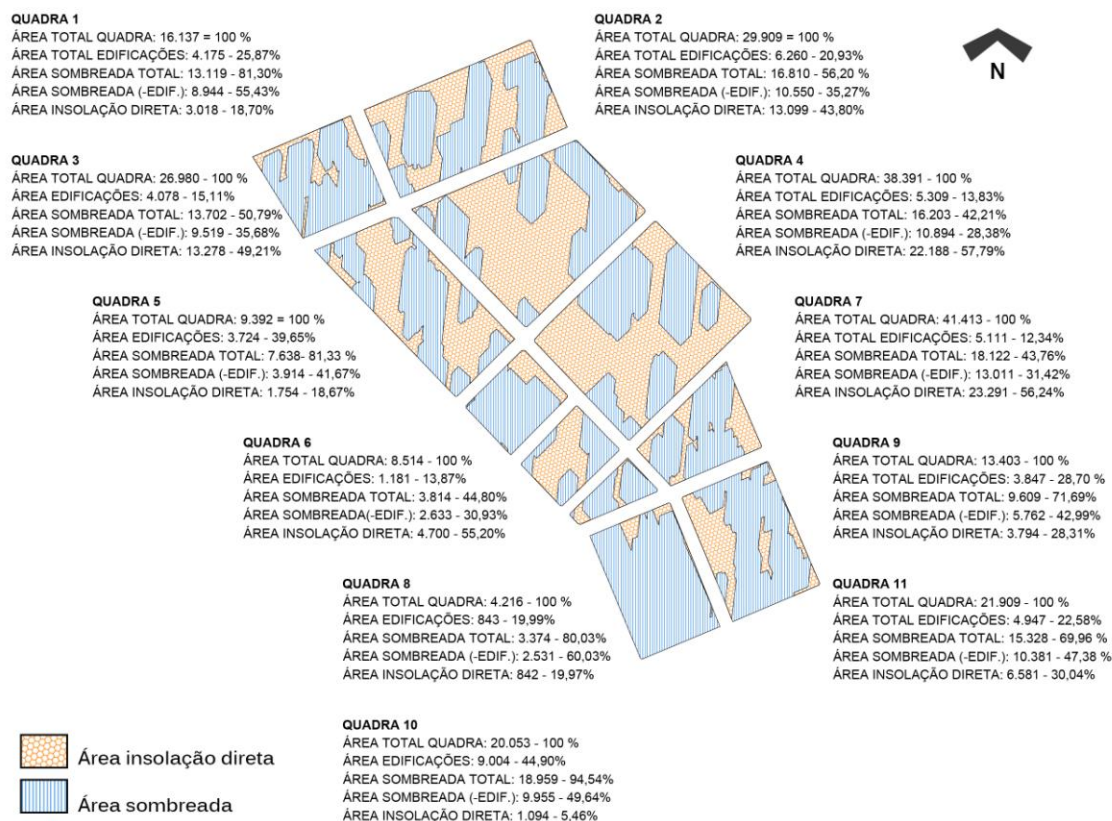 QUADRA 1
ÁREA TOTAL QUADRA: 16.137 = 100 %
ÁREA TOTAL EDIFICAÇÕES: 4.175 - 25,87%
ÁREA SOMBREADA TOTAL: 13.119 - 81,30%
ÁREA SOMBREADA (-EDIF.): 8.944 - 55,43%
ÁREA INSOLAÇÃO DIRETA: 3.018 - 18,70%
QUADRA 2
ÁREA TOTAL QUADRA: 29.909 = 100%
ÁREA TOTAL EDIFICAÇÕES: 6.260 - 20,93%
ÁREA SOMBREADA TOTAL: 16.810 - 56,20 %
ÁREA SOMBREADA (-EDIF.): 10.550 - 35,27%
ÁREA INSOLAÇÃO DIRETA: 13.099 - 43,80%
N
QUADRA 3
ÁREA TOTAL QUADRA: 26.980 - 100 %
ÁREA EDIFICAÇÕES: 4.078 - 15,11%
ÁREA SOMBREADA TOTAL: 13.702 - 50,79%
ÁREA SOMBREADA (-EDIF.): 9.519 - 35,68%
ÁREA INSOLAÇÃO DIRETA: 13.278 - 49,21%
QUADRA 4
ÁREA TOTAL QUADRA: 38.391 - 100 %
ÁREA TOTAL EDIFICAÇÕES: 5.309 - 13,83%
ÁREA SOMBREADA TOTAL: 16.203 - 42,21%
ÁREA SOMBREADA (-EDIF.): 10.894 - 28,38%
ÁREA INSOLAÇÃO DIRETA: 22.188 - 57,79%
QUADRA 5
ÁREA TOTAL QUADRA: 9.392 = 100 %
ÁREA EDIFICAÇÕES: 3.724 - 39,65%
ÁREA SOMBREADA TOTAL: 7.638- 81,33 %
ÁREA SOMBREADA (-EDIF.): 3.914 - 41,67%
ÁREA INSOLAÇÃO DIRETA: 1.754 - 18,67%
QUADRA 7
ÁREA TOTAL QUADRA: 41.413 - 100 %
ÁREA TOTAL EDIFICAÇÕES: 5.111 - 12,34%
ÁREA SOMBREADA TOTAL: 18.122 - 43,76%
ÁREA SOMBREADA (-EDIF.): 13.011 - 31,42%
ÁREA INSOLAÇÃO DIRETA: 23.291 - 56,24%
QUADRA 6
ÁREA TOTAL QUADRA: 8.514 - 100 %
ÁREA EDIFICAÇÕES: 1.181 - 13,87%
ÁREA SOMBREADA TOTAL: 3.814 - 44,80%
ÁREA SOMBREADA(-EDIF.): 2.633 - 30,93%
ÁREA INSOLAÇÃO DIRETA: 4.700 - 55,20%
QUADRA 9
ÁREA TOTAL QUADRA: 13.403 - 100 %
ÁREA TOTAL EDIFICAÇÕES: 3.847 - 28,70 %
ÁREA SOMBREADA TOTAL: 9.609 - 71,69%
ÁREA SOMBREADA (-EDIF.): 5.762 - 42,99%
ÁREA INSOLAÇÃO DIRETA: 3.794 - 28,31%
QUADRA 8
ÁREA TOTAL QUADRA: 4.216 - 100 %
ÁREA EDIFICAÇÕES: 843 - 19,99%
ÁREA SOMBREADA TOTAL: 3.374 - 80,03%
ÁREA SOMBREADA (-EDIF.): 2.531 - 60,03%
ÁREA INSOLAÇÃO DIRETA: 842 - 19,97%
QUADRA 11
ÁREA TOTAL QUADRA: 21.909 - 100 %
ÁREA TOTAL EDIFICAÇÕES: 4.947 - 22,58%
ÁREA SOMBREADA TOTAL: 15.328 - 69,96 %
ÁREA SOMBREADA (-EDIF.): 10.381 - 47,38 %
ÁREA INSOLAÇÃO DIRETA: 6.581 - 30,04%
QUADRA 10
ÁREA TOTAL QUADRA: 20.053 - 100 %
ÁREA EDIFICAÇÕES: 9.004 - 44,90%
ÁREA SOMBREADA TOTAL: 18.959 - 94,54%
ÁREA SOMBREADA (-EDIF.): 9.955 - 49,64%
ÁREA INSOLAÇÃO DIRETA: 1.094 - 5,46%
Área insolação direta
Área sombreada